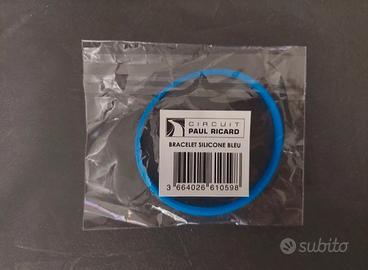 CIRCUIT
PAUL RICARD
BRACELET SILICONE BLEU
3 664026 610598
subito